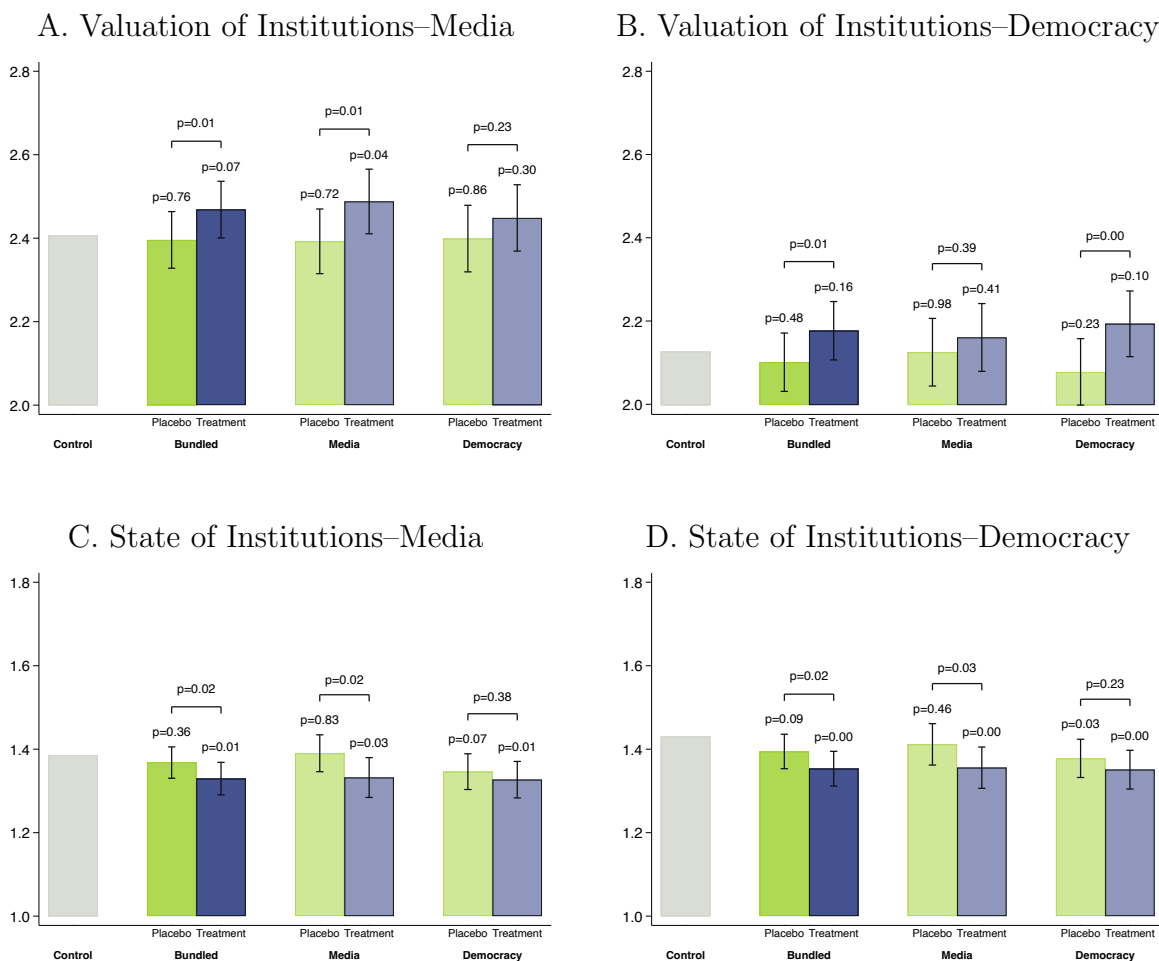 A. Valuation of Institutions–Media
2.8
2.6
2.4
2.2
2.0
p=0.01
p=0.76
p=0.07
p=0.01
p=0.72
p=0.04
p=0.23
p=0.86
p=0.30
Placebo Treatment
Placebo Treatment
Placebo Treatment
Control
Bundled
Media
Democracy
B. Valuation of Institutions–Democracy
2.8
2.6
2.4
2.2
2.0
p=0.01
p=0.48
p=0.16
p=0.39
p=0.98
p=0.41
p=0.00
p=0.23
p=0.10
Placebo Treatment
Placebo Treatment
Placebo Treatment
Control
Bundled
Media
Democracy
C. State of Institutions–Media
1.8
1.6
1.4
1.2
1.0
p=0.02
p=0.36
p=0.01
p=0.02
p=0.83
p=0.03
p=0.38
p=0.07
p=0.01
Placebo Treatment
Placebo Treatment
Placebo Treatment
Control
Bundled
Media
Democracy
D. State of Institutions–Democracy
1.8
1.6
1.4
1.2
1.0
p=0.02
p=0.09
p=0.00
p=0.03
p=0.46
p=0.00
p=0.23
p=0.03
p=0.00
Placebo Treatment
Placebo Treatment
Placebo Treatment
Control
Bundled
Media
Democracy